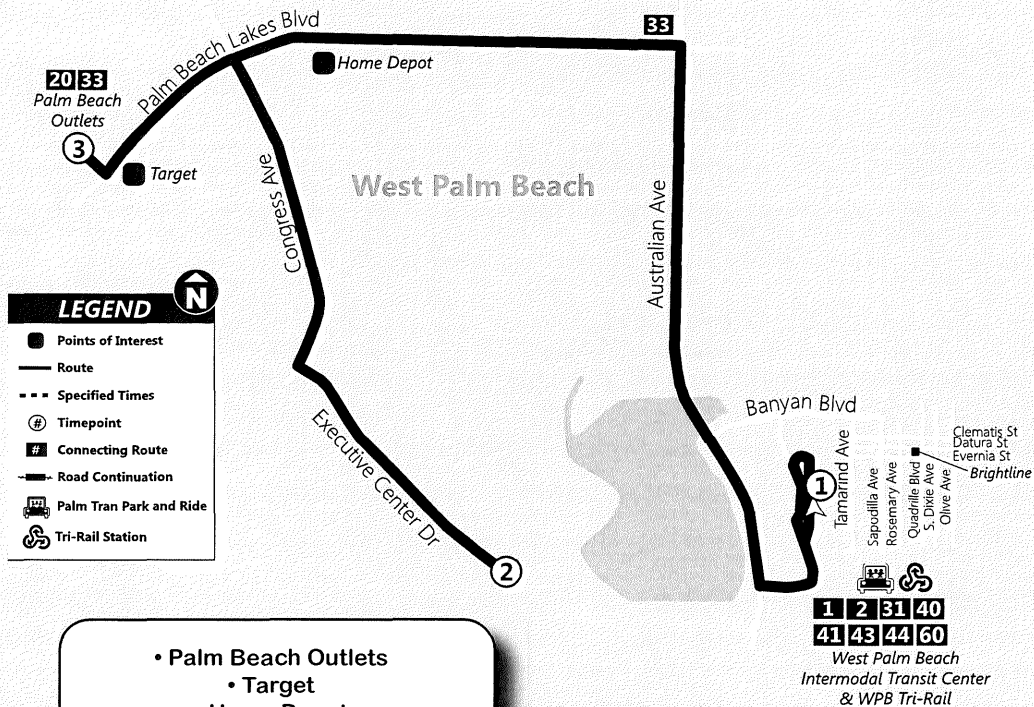 Palm Beach Lakes Blvd
33
Home Depot
20 33
Palm Beach
Outlets
3
Target
Congress Ave
West Palm Beach
Australian Ave
N
LEGEND
Points of Interest
Route
Specified Times
# Timepoint
# Connecting Route
Road Continuation
Palm Tran Park and Ride
Tri-Rail Station
Executive Center Dr
2
Banyan Blvd
1
Tamarind Ave
Sapodilla Ave
Rosemary Ave
Quadrille Blvd
S. Dixie Ave
Olive Ave
Clematis St
Datura St
Evernia St
Brightline
1 2 31 40
41 43 44 60
West Palm Beach
Intermodal Transit Center
& WPB Tri-Rail
• Palm Beach Outlets
• Target